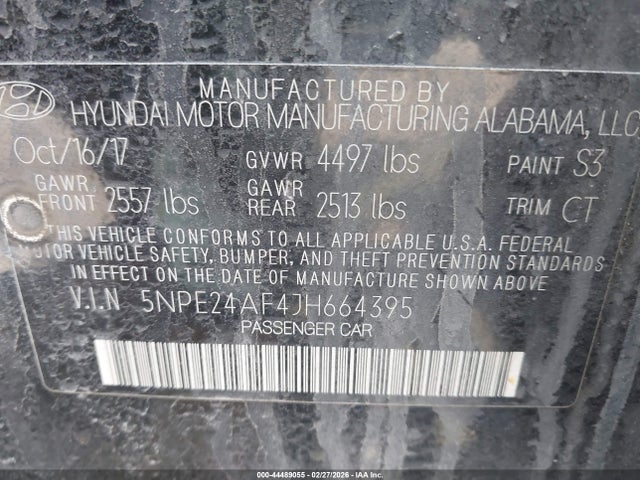 MANUFACTURED BY
HYUNDAI MOTOR MANUFACTURING ALABAMA, LLC
Oct/16/17 GVWR 4497 lbs PAINT S3
GAWR FRONT 2557 lbs GAWR REAR 2513 lbs TRIM CT
THIS VEHICLE CONFORMS TO ALL APPLICABLE U.S.A. FEDERAL
MOTOR VEHICLE SAFETY, BUMPER, AND THEFT PREVENTION STANDARDS
IN EFFECT ON THE DATE OF MANUFACTURE SHOWN ABOVE.
V.I.N 5NPE24AF4JH664395
PASSENGER CAR
000-44489055 - 02/27/2026 - IAA Inc.